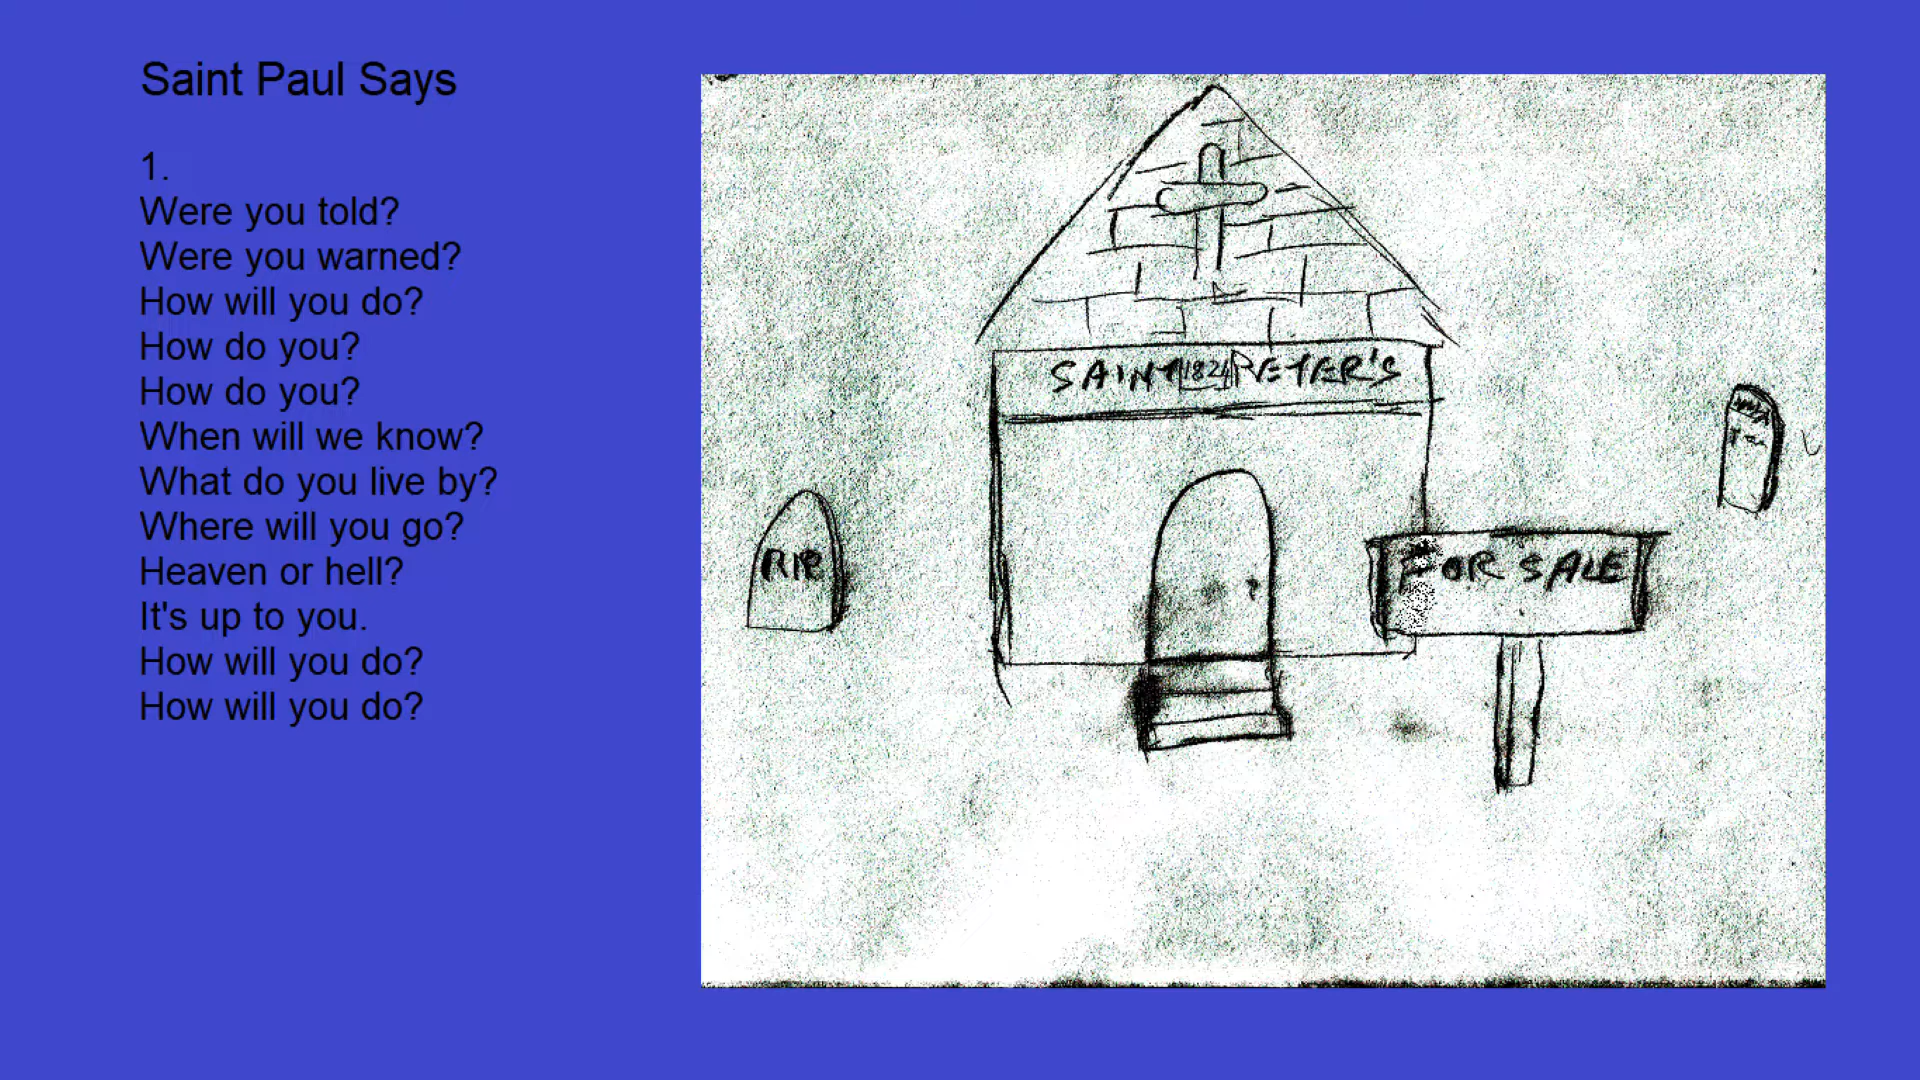 Saint Paul Says
1.
Were you told?
Were you warned?
How will you do?
How do you?
How do you?
When will we know?
What do you live by?
Where will you go?
Heaven or hell?
It's up to you.
How will you do?
How will you do?
SAINT 1824 PETER'S
RIP
FOR SALE